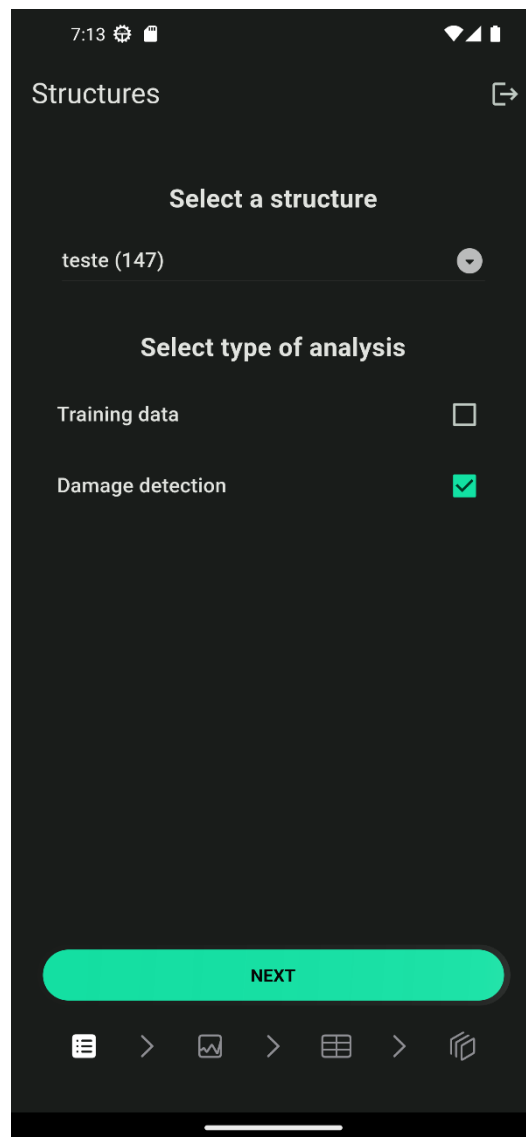 7:13
Structures
Select a structure
teste (147)
Select type of analysis
Training data
Damage detection
NEXT